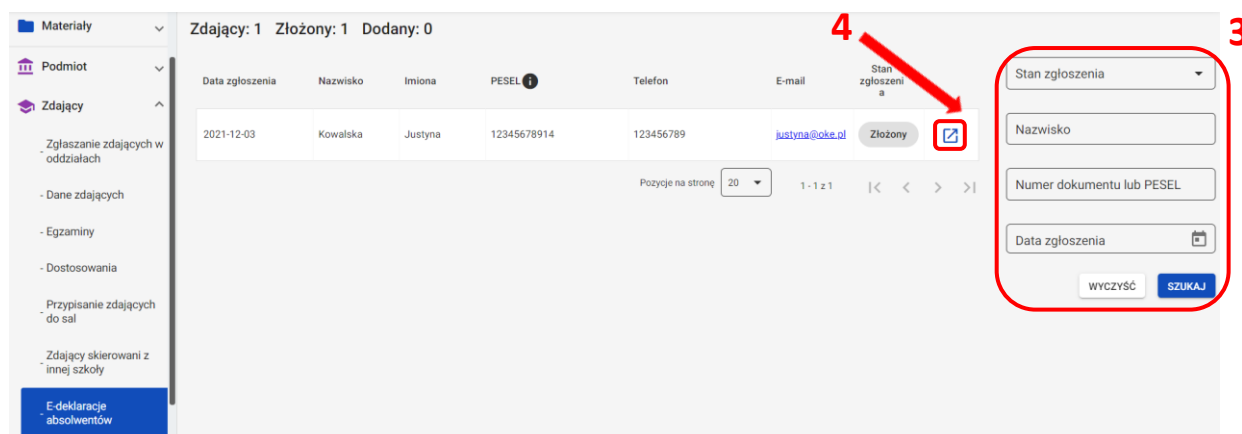 Materiały
Podmiot
Zdający
- Zgłaszanie zdających w
oddziałach
- Dane zdających
- Egzaminy
- Dostosowania
- Przypisanie zdających
do sal
- Zdający skierowani z
innej szkoły
- E-deklaracje
absolwentów
Zdający: 1 Złożony: 1 Dodany: 0
4
3
Data zgłoszenia Nazwisko Imiona PESEL i Telefon E-mail Stan
zgłoszeni
a
2021-12-03 Kowalska Justyna 12345678914 123456789 justyna@oke.pl Złożony
Pozycje na stronę 20 1 - 1 z 1 |< < > >|
Stan zgłoszenia
Nazwisko
Numer dokumentu lub PESEL
Data zgłoszenia
WYCZYŚĆ SZUKAJ